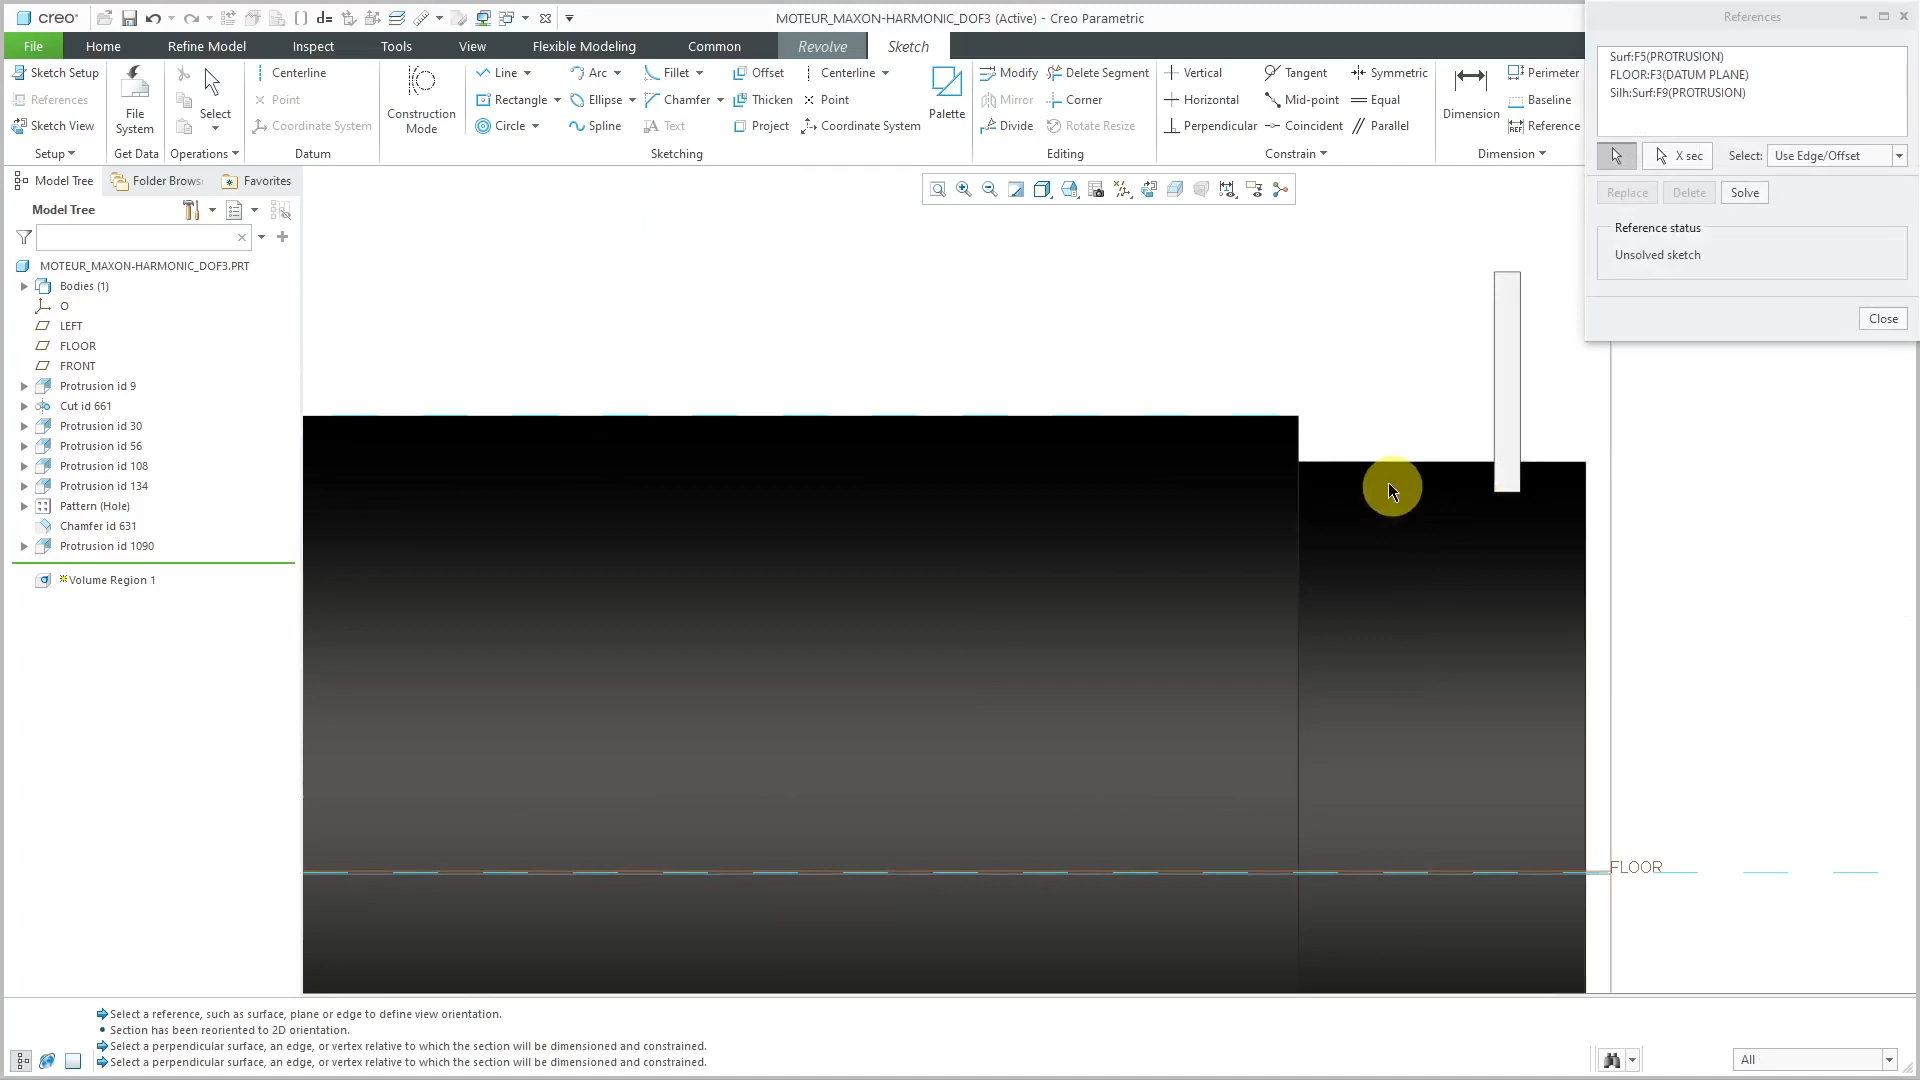 creo
MOTEUR_MAXON-HARMONIC_DOF3 (Active) - Creo Parametric
References
File Home Refine Model Inspect Tools View Flexible Modeling Common Revolve Sketch
Sketch Setup
References
Sketch View
Setup
File System
Get Data
Select
Operations
Centerline
Point
Coordinate System
Datum
Construction Mode
Line Arc Fillet Offset Centerline
Rectangle Ellipse Chamfer Thicken Point
Circle Spline Text Project Coordinate System
Palette
Sketching
Modify Delete Segment
Mirror Corner
Divide Rotate Resize
Editing
Vertical Tangent Symmetric
Horizontal Mid-point Equal
Perpendicular Coincident Parallel
Constrain
Dimension
Perimeter
Baseline
REF Reference
Dimension
Surf:F5(PROTRUSION)
FLOOR:F3(DATUM PLANE)
Silh:Surf:F9(PROTRUSION)
X sec Select: Use Edge/Offset
Replace Delete Solve
Reference status
Unsolved sketch
Close
Model Tree Folder Brows Favorites
Model Tree
MOTEUR_MAXON-HARMONIC_DOF3.PRT
Bodies (1)
O
LEFT
FLOOR
FRONT
Protrusion id 9
Cut id 661
Protrusion id 30
Protrusion id 56
Protrusion id 108
Protrusion id 134
Pattern (Hole)
Chamfer id 631
Protrusion id 1090
Volume Region 1
FLOOR
Select a reference, such as surface, plane or edge to define view orientation.
Section has been reoriented to 2D orientation.
Select a perpendicular surface, an edge, or vertex relative to which the section will be dimensioned and constrained.
Select a perpendicular surface, an edge, or vertex relative to which the section will be dimensioned and constrained.
All